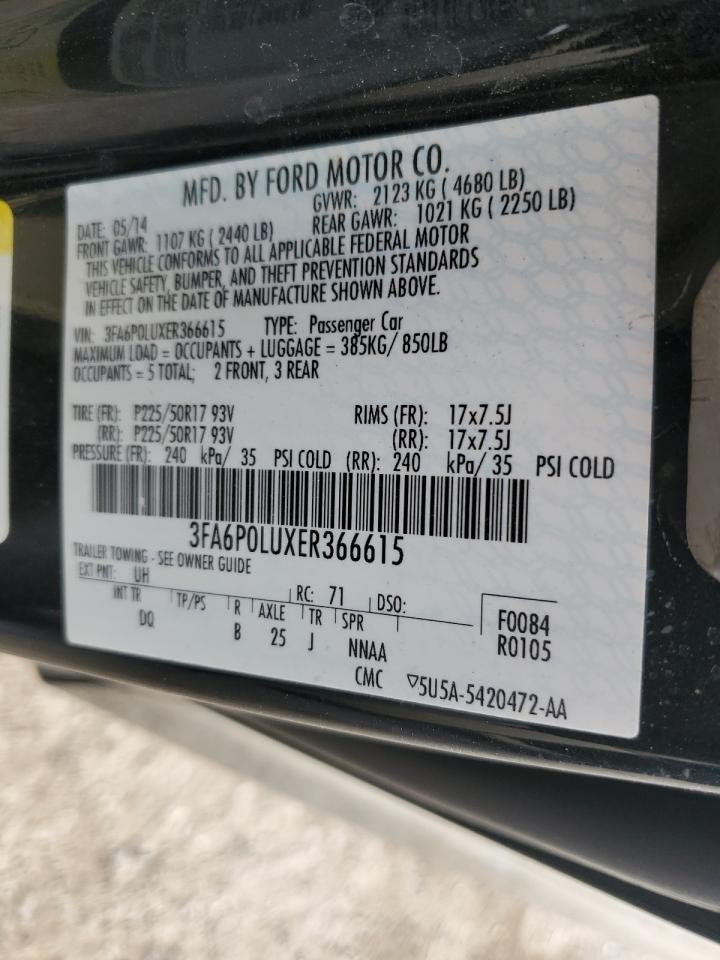 MFD. BY FORD MOTOR CO.
DATE: 05/14 GVWR: 2123 KG ( 4680 LB)
FRONT GAWR: 1107 KG ( 2440 LB) REAR GAWR: 1021 KG ( 2250 LB)
THIS VEHICLE CONFORMS TO ALL APPLICABLE FEDERAL MOTOR
VEHICLE SAFETY, BUMPER, AND THEFT PREVENTION STANDARDS
IN EFFECT ON THE DATE OF MANUFACTURE SHOWN ABOVE.
VIN: 3FA6P0LUXER366615 TYPE: Passenger Car
MAXIMUM LOAD = OCCUPANTS + LUGGAGE = 385KG/ 850LB
OCCUPANTS = 5 TOTAL; 2 FRONT, 3 REAR
TIRE (FR): P225/50R17 93V RIMS (FR): 17x7.5J
(RR): P225/50R17 93V (RR): 17x7.5J
PRESSURE (FR): 240 kPa/ 35 PSI COLD (RR): 240 kPa/ 35 PSI COLD
3FA6P0LUXER366615
TRAILER TOWING - SEE OWNER GUIDE
EXT PNT: UH RC: 71 DSO:
INT TR TP/PS R AXLE TR SPR
DQ B 25 J NNAA
F0084
R0105
CMC ▽5U5A-5420472-AA